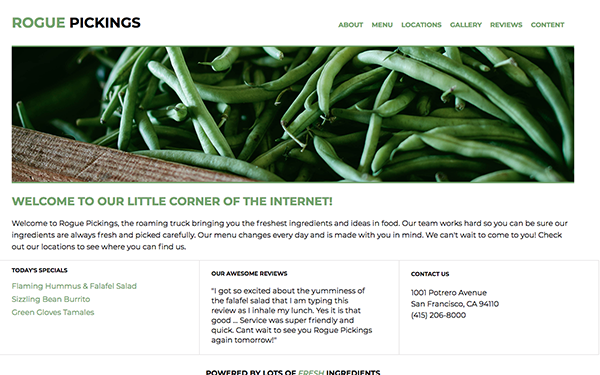 ROGUE PICKINGS
ABOUT MENU LOCATIONS GALLERY REVIEWS CONTENT
WELCOME TO OUR LITTLE CORNER OF THE INTERNET!
Welcome to Rogue Pickings, the roaming truck bringing you the freshest ingredients and ideas in food. Our team works hard so you can be sure our
ingredients are always fresh and picked carefully. Our menu changes every day and is made with you in mind. We can't wait to come to you! Check
out our locations to see where you can find us.
TODAY'S SPECIALS
Flaming Hummus & Falafel Salad
Sizzling Bean Burrito
Green Gloves Tamales
OUR AWESOME REVIEWS
"I got so excited about the yumminess of
the falafel salad that I am typing this
review as I inhale my lunch. Yes it is that
good ... Service was super friendly and
quick. Cant wait to see you Rogue Pickings
again tomorrow!"
CONTACT US
1001 Potrero Avenue
San Francisco, CA 94110
(415) 206-8000
POWERED BY LOTS OF FRESH INGREDIENTS